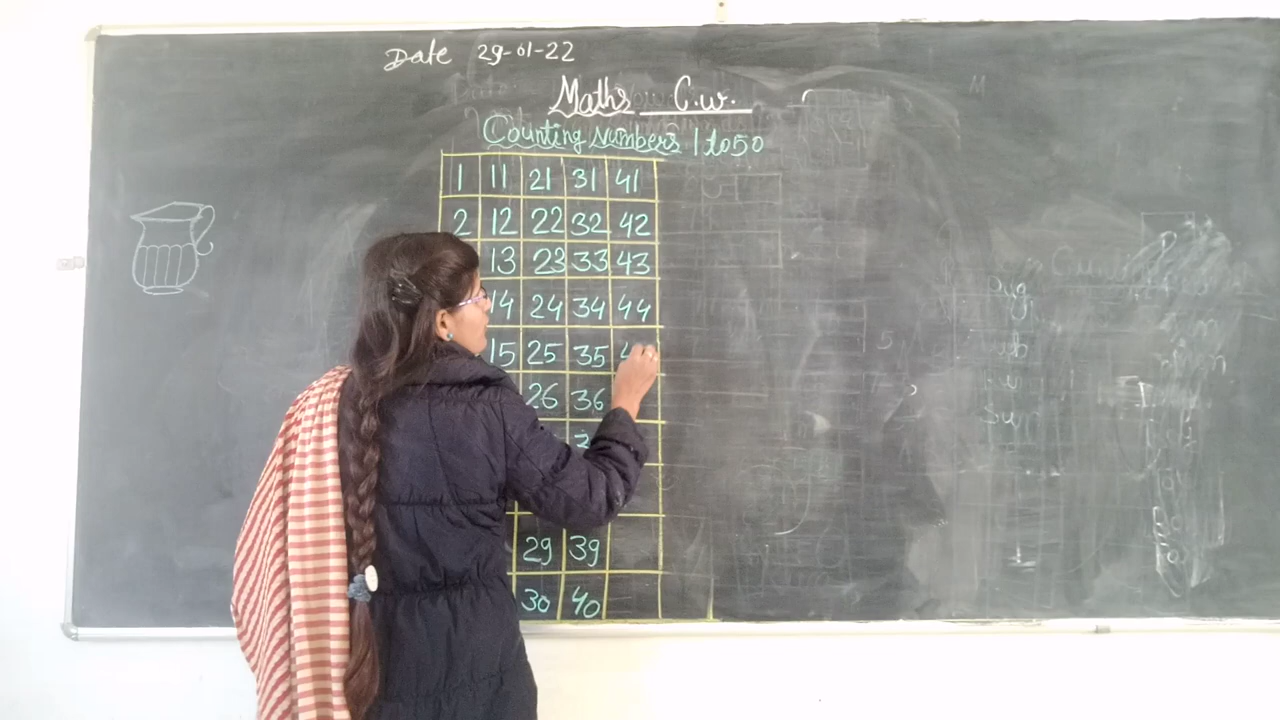 Date 29-01-22
Maths C.w.
Counting Numbers 1 to 50
1 11 21 31 41
2 12 22 32 42
13 23 33 43
14 24 34 44
15 25 35 4
26 36
29 39
30 40